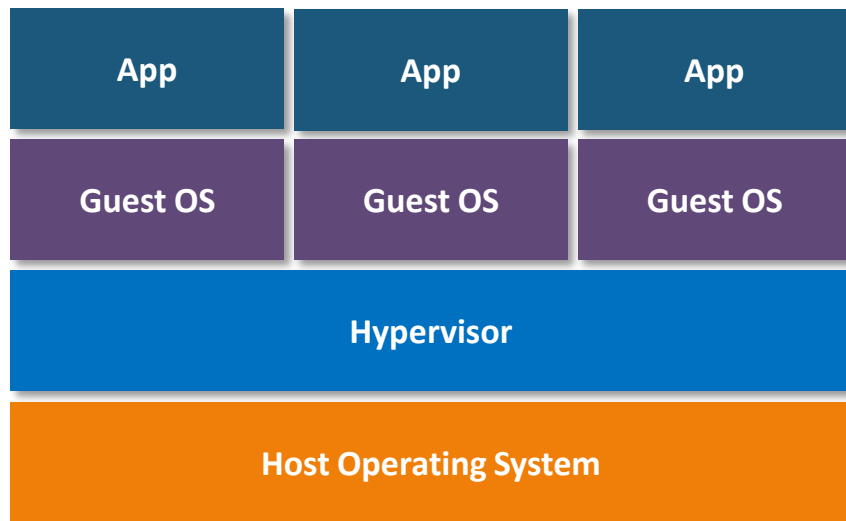 App
App
App
Guest OS
Guest OS
Guest OS
Hypervisor
Host Operating System